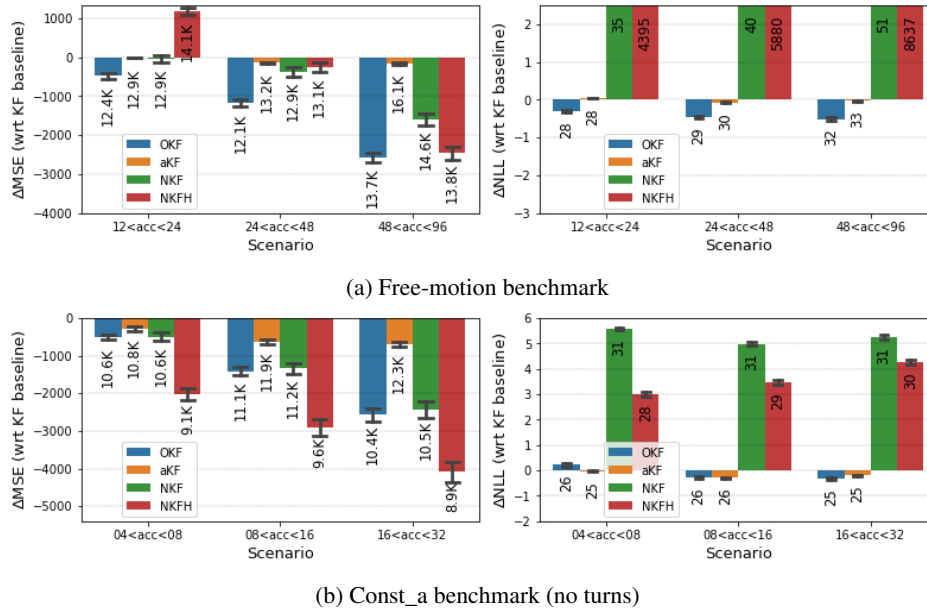 1000
0
−1000
−2000
−3000
−4000
ΔMSE (wrt KF baseline)
12.4K
12.9K
12.9K
14.1K
12.1K
13.2K
12.9K
13.1K
13.7K
16.1K
14.6K
13.8K
OKF
aKF
NKF
NKFH
12<acc<24
24<acc<48
48<acc<96
Scenario
2
1
0
−1
−2
−3
ΔNLL (wrt KF baseline)
28
28
35
4395
29
30
40
5880
32
33
51
8637
OKF
aKF
NKF
NKFH
12<acc<24
24<acc<48
48<acc<96
Scenario
(a) Free-motion benchmark
0
−1000
−2000
−3000
−4000
−5000
ΔMSE (wrt KF baseline)
10.6K
10.8K
10.6K
9.1K
11.1K
11.9K
11.2K
9.6K
10.4K
12.3K
10.5K
8.9K
OKF
aKF
NKF
NKFH
04<acc<08
08<acc<16
16<acc<32
Scenario
6
5
4
3
2
1
0
−1
−2
ΔNLL (wrt KF baseline)
26
25
31
28
26
26
31
29
25
25
31
30
OKF
aKF
NKF
NKFH
04<acc<08
08<acc<16
16<acc<32
Scenario
(b) Const_a benchmark (no turns)